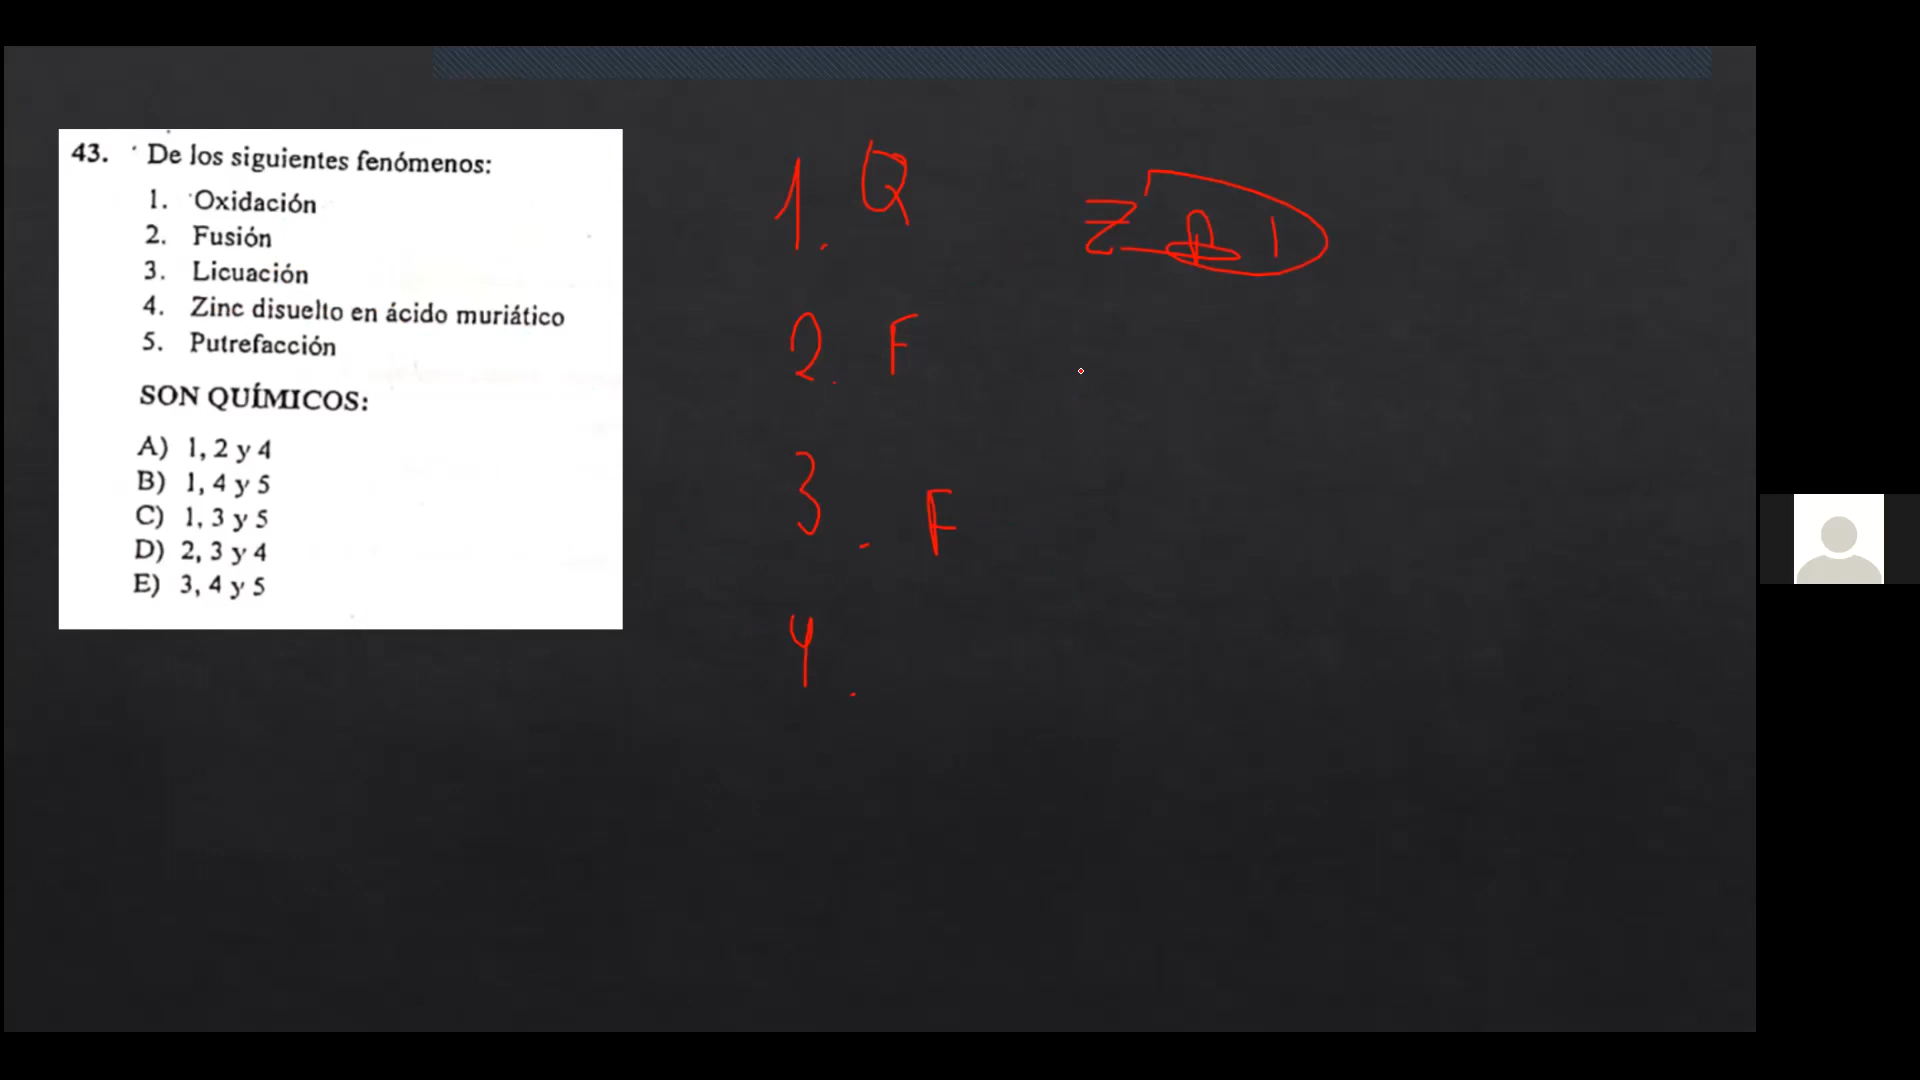 43. De los siguientes fenómenos:
1. Oxidación
2. Fusión
3. Licuación
4. Zinc disuelto en ácido muriático
5. Putrefacción
SON QUÍMICOS:
A) 1, 2 y 4
B) 1, 4 y 5
C) 1, 3 y 5
D) 2, 3 y 4
E) 3, 4 y 5
1. Q
2. F
3. F
4.